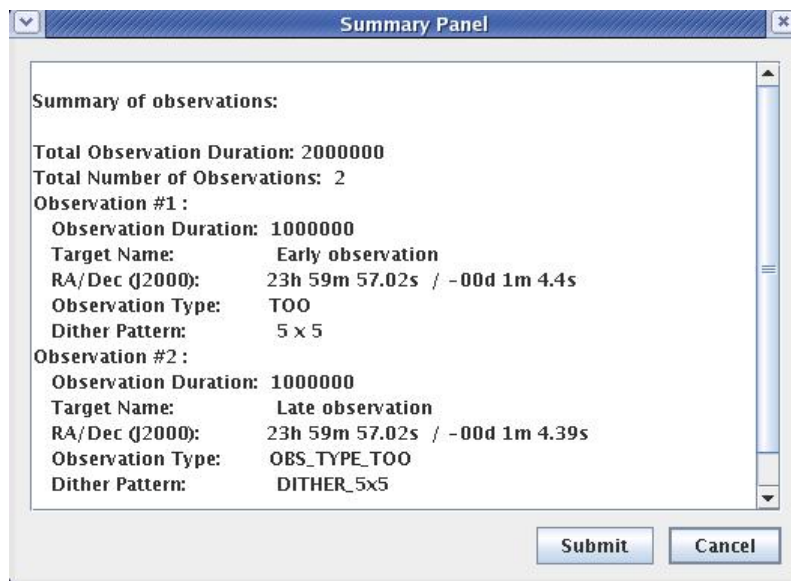 Summary Panel
Summary of observations:
Total Observation Duration: 2000000
Total Number of Observations: 2
Observation #1 :
Observation Duration: 1000000
Target Name: Early observation
RA/Dec (J2000): 23h 59m 57.02s / -00d 1m 4.4s
Observation Type: TOO
Dither Pattern: 5 x 5
Observation #2 :
Observation Duration: 1000000
Target Name: Late observation
RA/Dec (J2000): 23h 59m 57.02s / -00d 1m 4.39s
Observation Type: OBS_TYPE_TOO
Dither Pattern: DITHER_5x5
Submit Cancel